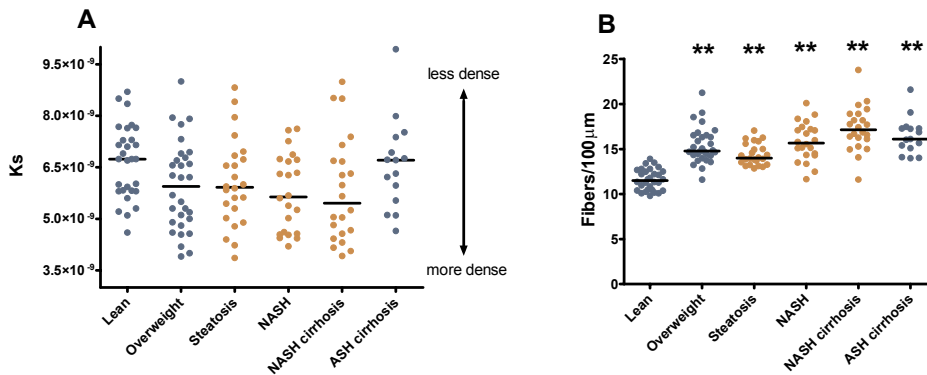 A
Ks
9.5×10⁻⁹
8.0×10⁻⁹
6.5×10⁻⁹
5.0×10⁻⁹
3.5×10⁻⁹
less dense
more dense
Lean
Overweight
Steatosis
NASH
NASH cirrhosis
ASH cirrhosis
B
** ** ** ** **
Fibers/100μm
25
20
15
10
5
0
Lean
Overweight
Steatosis
NASH
NASH cirrhosis
ASH cirrhosis